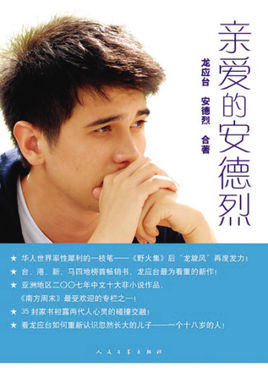 亲爱的安德烈
龙应台 安德烈 合著
★ 华人世界率性犀利的一枝笔——《野火集》后“龙旋风”再度发力！
★ 台、港、新、马四地榜首畅销书、龙应台最为看重的新作！
★ 亚洲地区二〇〇七年中文十大非小说作品、
《南方周末》最受欢迎的专栏之一！
★ 35封家书袒露两代人心灵的碰撞交融！
★ 看龙应台如何重新认识忽然长大的儿子——一个十八岁的人！
人民文学出版社